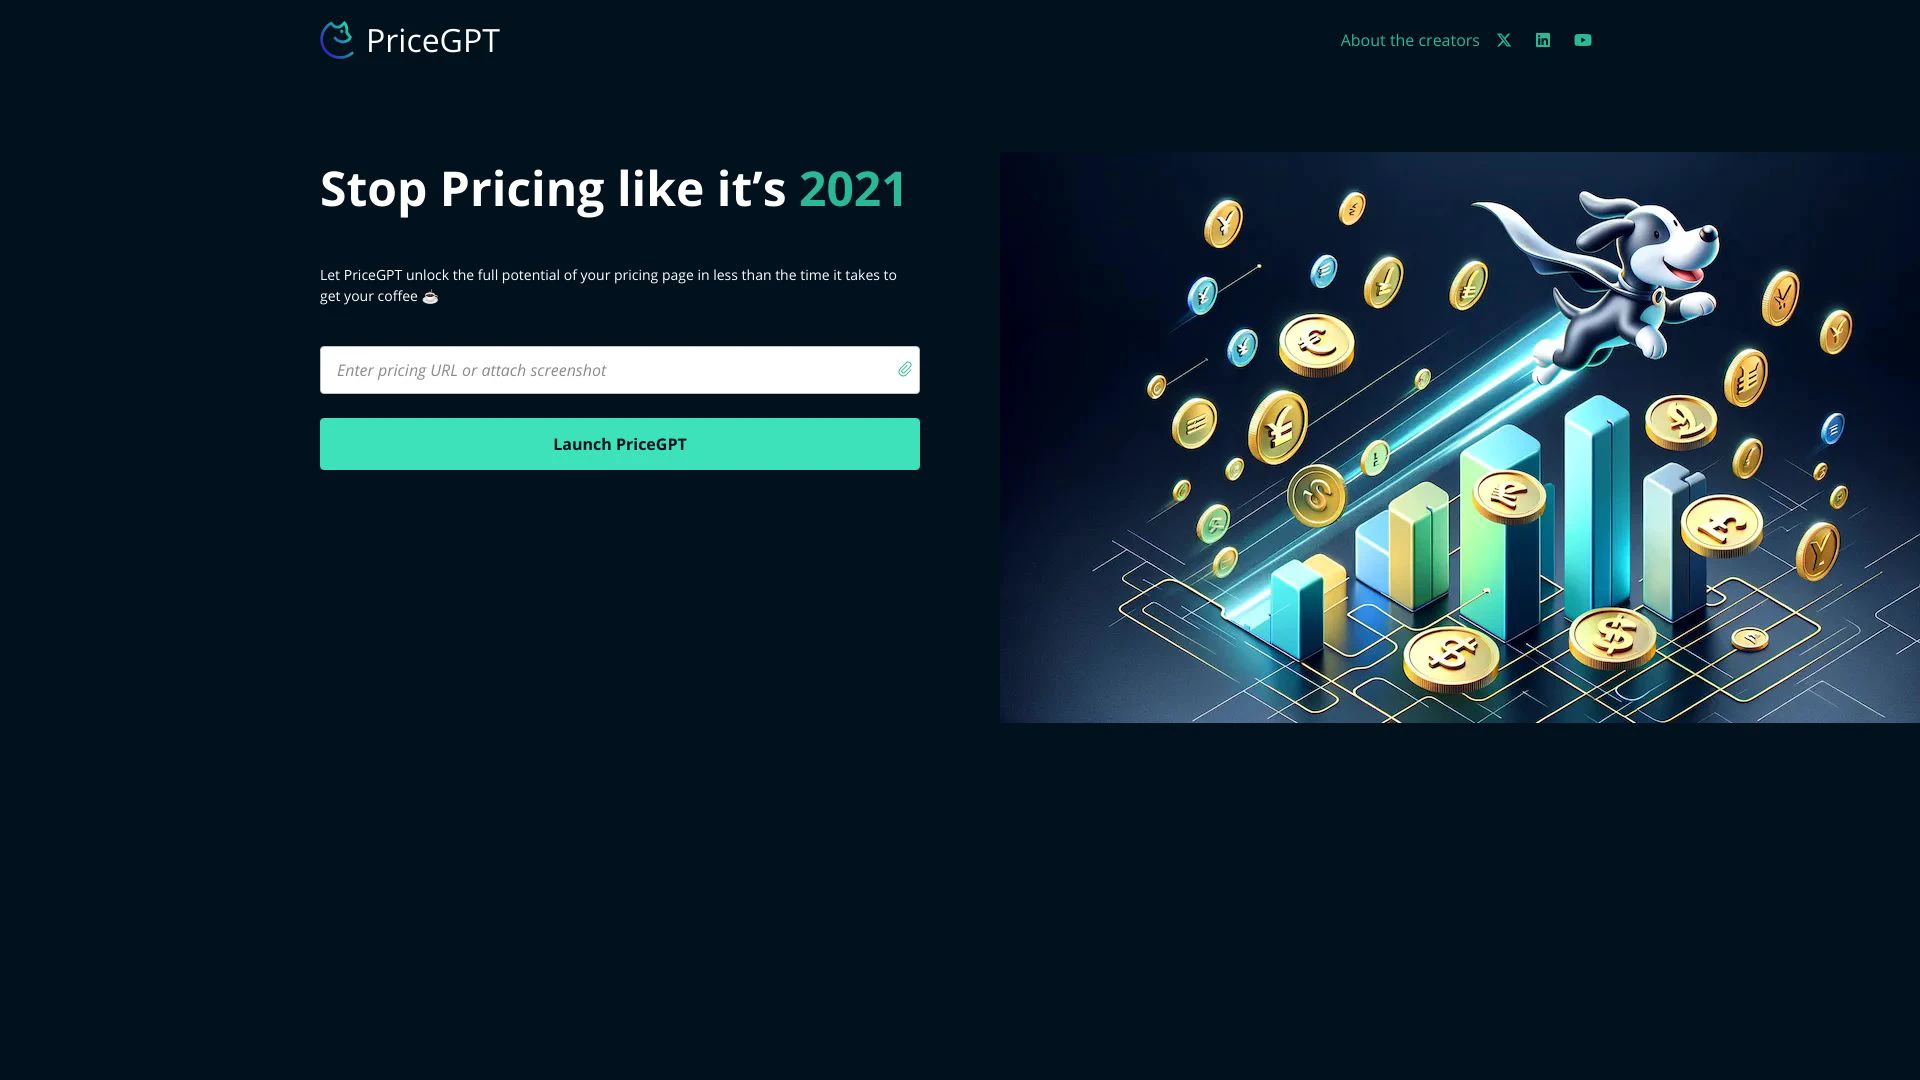 PriceGPT
About the creators
Stop Pricing like it’s 2021
Let PriceGPT unlock the full potential of your pricing page in less than the time it takes to
get your coffee ☕
Enter pricing URL or attach screenshot
Launch PriceGPT